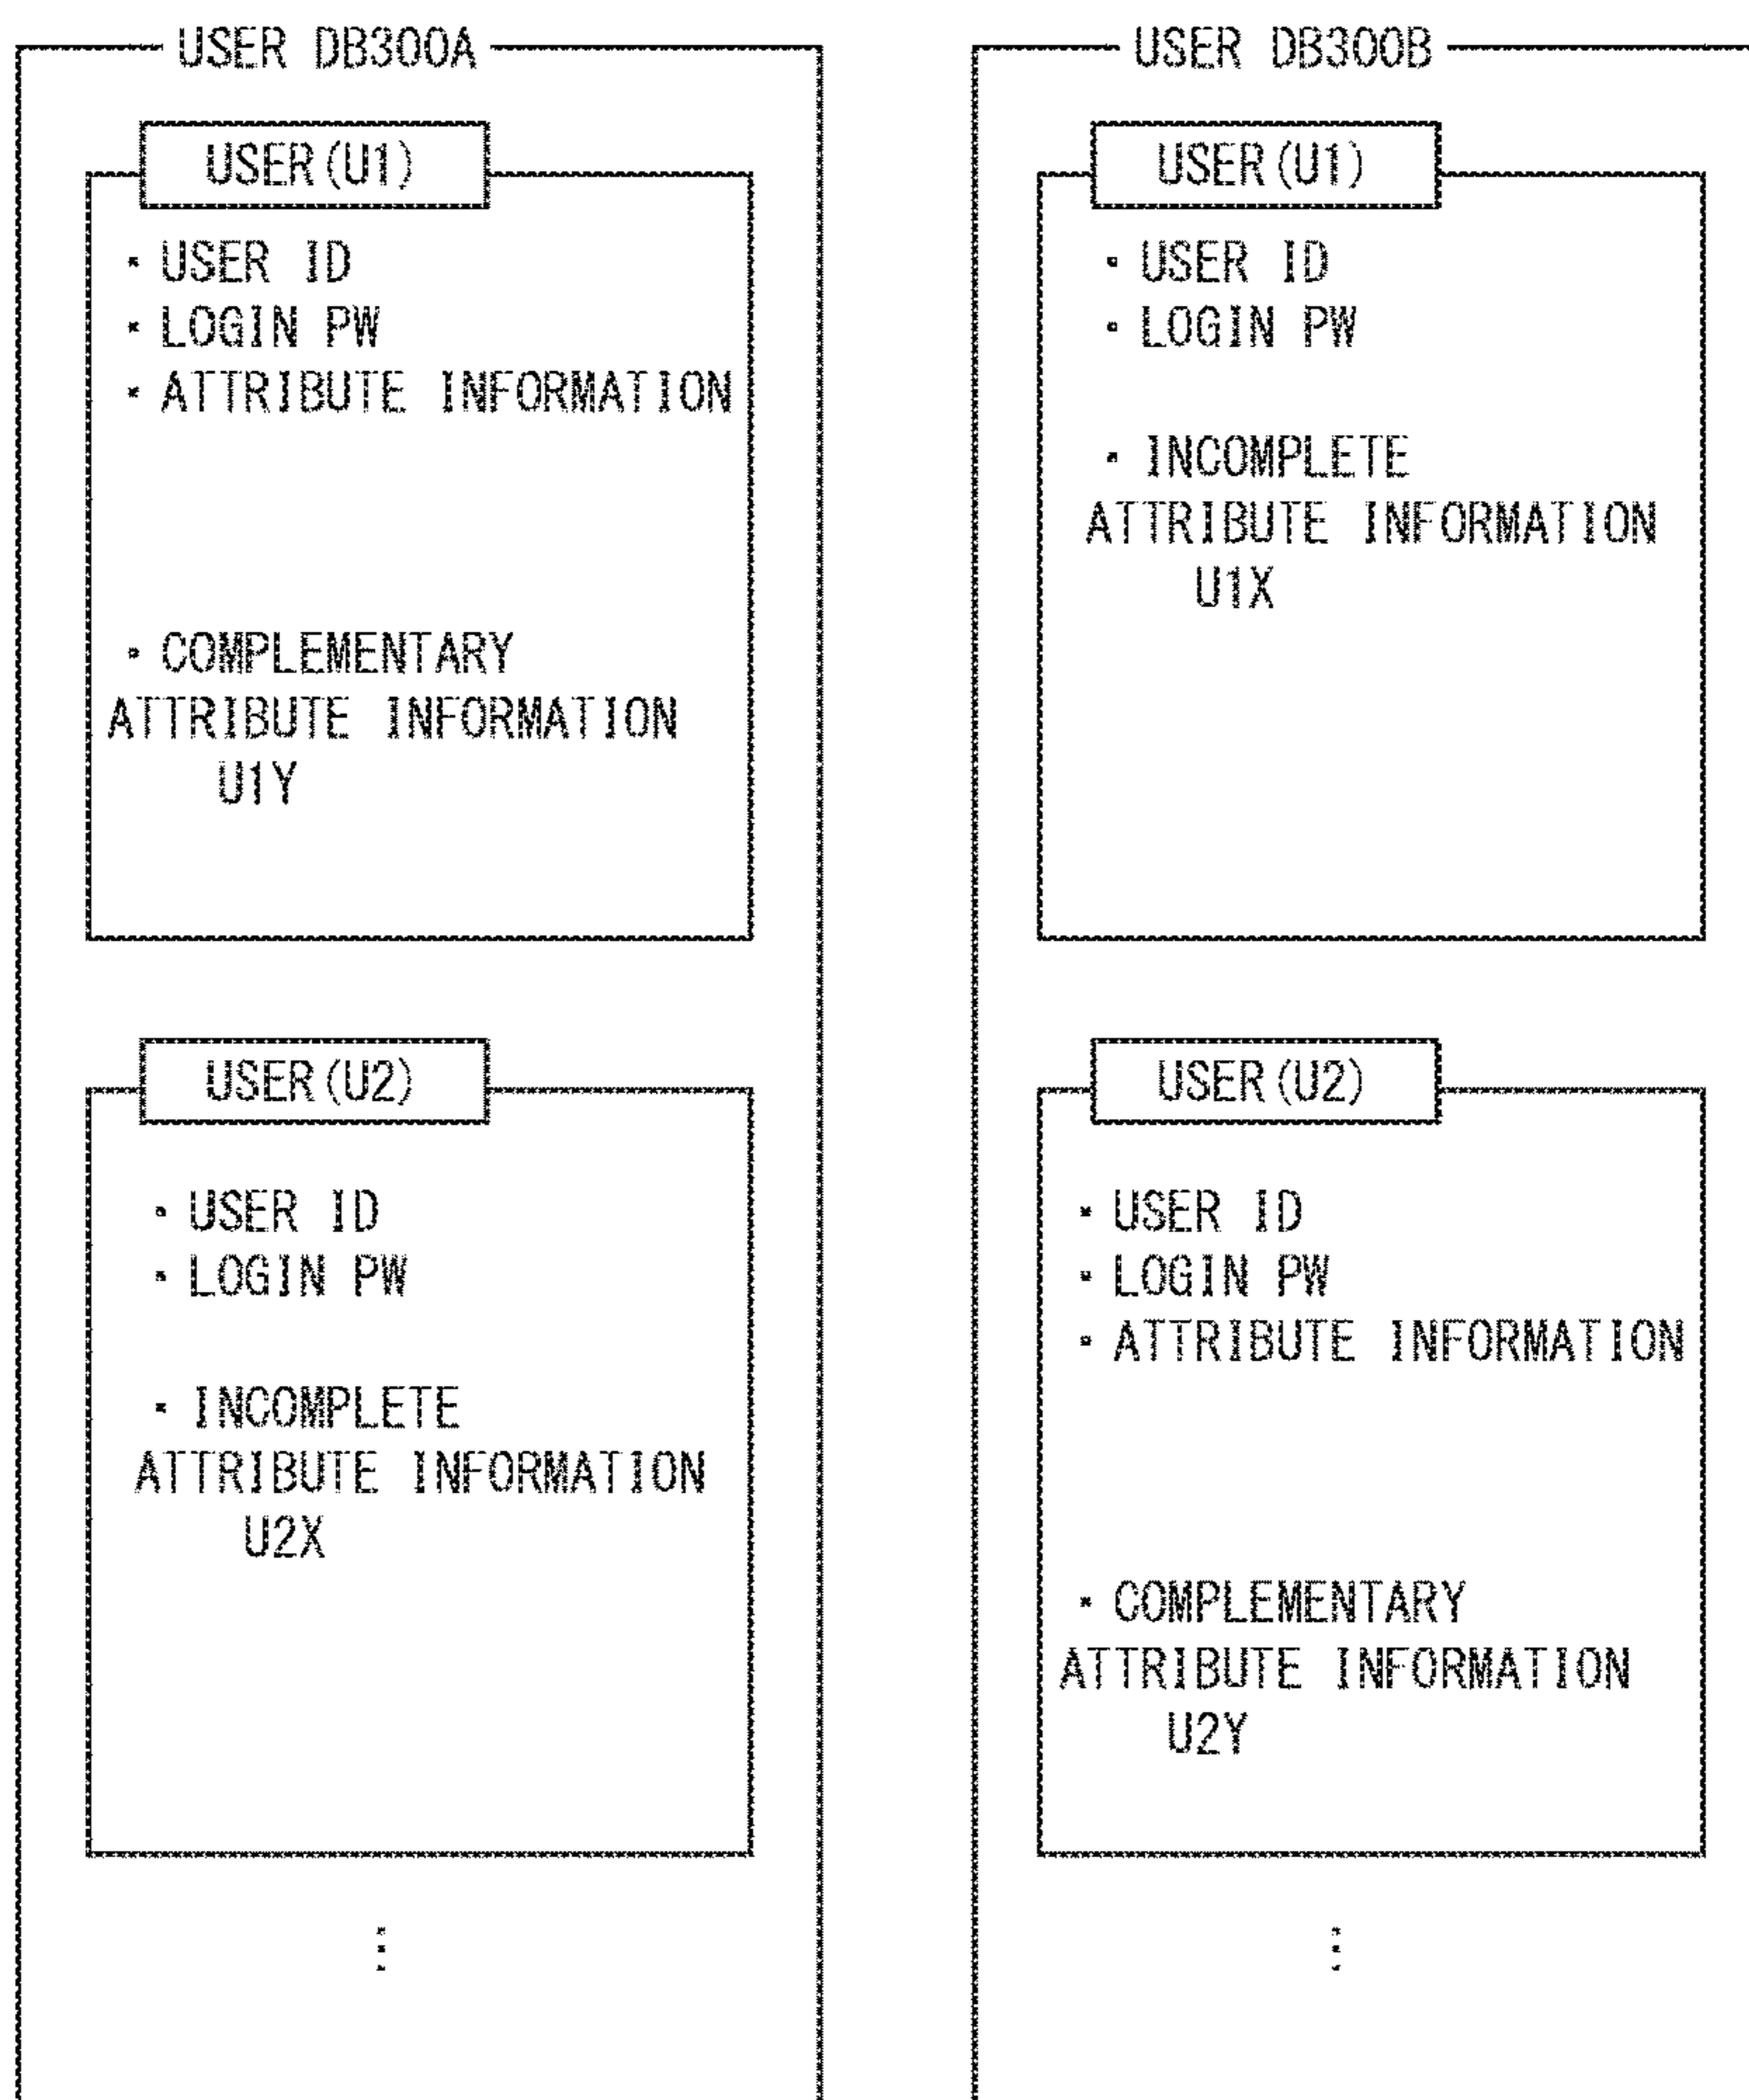 USER DB300A
USER(U1)
・USER ID
・LOGIN PW
・ATTRIBUTE INFORMATION
・COMPLEMENTARY
ATTRIBUTE INFORMATION
U1Y
USER(U2)
・USER ID
・LOGIN PW
・INCOMPLETE
ATTRIBUTE INFORMATION
U2X
⋮
USER DB300B
USER(U1)
・USER ID
・LOGIN PW
・INCOMPLETE
ATTRIBUTE INFORMATION
U1X
USER(U2)
・USER ID
・LOGIN PW
・ATTRIBUTE INFORMATION
・COMPLEMENTARY
ATTRIBUTE INFORMATION
U2Y
⋮